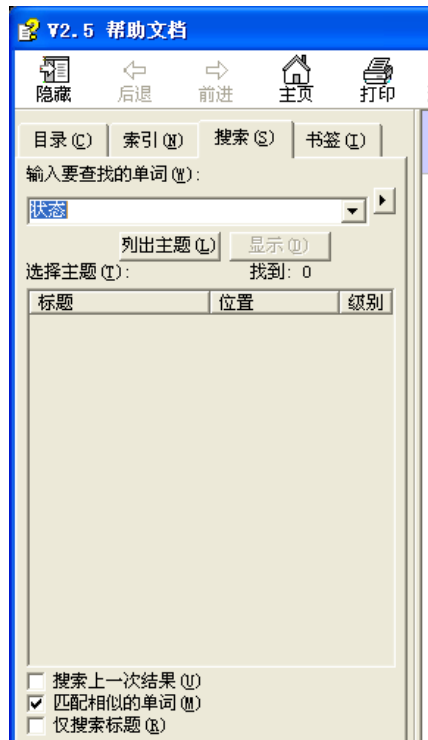 V2.5 帮助文档
隐藏 后退 前进 主页 打印
目录(C) 索引(N) 搜索(S) 书签(I)
输入要查找的单词(W):
状态
列出主题(L) 显示(D)
选择主题(T): 找到: 0
标题 位置 级别
搜索上一次结果(U)
匹配相似的单词(M)
仅搜索标题(R)